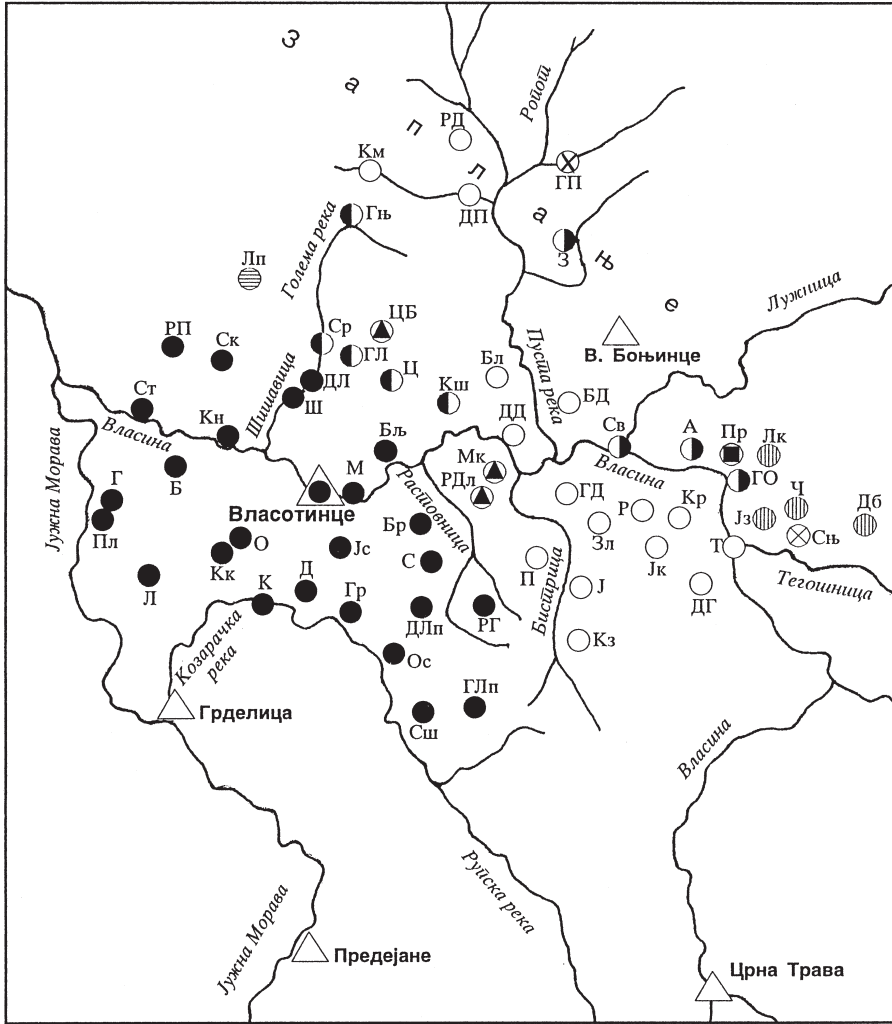 З а п л а њ е
Ропот
РД
Км
ГП
ДП
Гњ
З
Голема река
Лп
Лужница
ЦБ
РП
Ск
Ср
ГЛ
Пуста река
В. Боњинце
Шишавица
ДЛ
Ц
Бл
Ст
Ш
Кш
БД
Кн
ДД
Св
А
Пр
Лк
Јужна Морава
Власина
Бљ
Мк
Власина
ГО
Б
М
РДл
ГД
Ч
Г
Растовница
Р
Кр
Јз
Дб
Власотинце
Пл
Бр
Зл
Сњ
О
Јс
Т
Кк
С
П
Јк
Бистрица
Л
К
Д
Гр
Ј
ДГ
Тегошница
ДЛп
РГ
Козарачка
река
Ос
Кз
ГЛп
Грделица
Сш
Власина
Рупска река
Јужна Морава
Предејане
Црна Трава